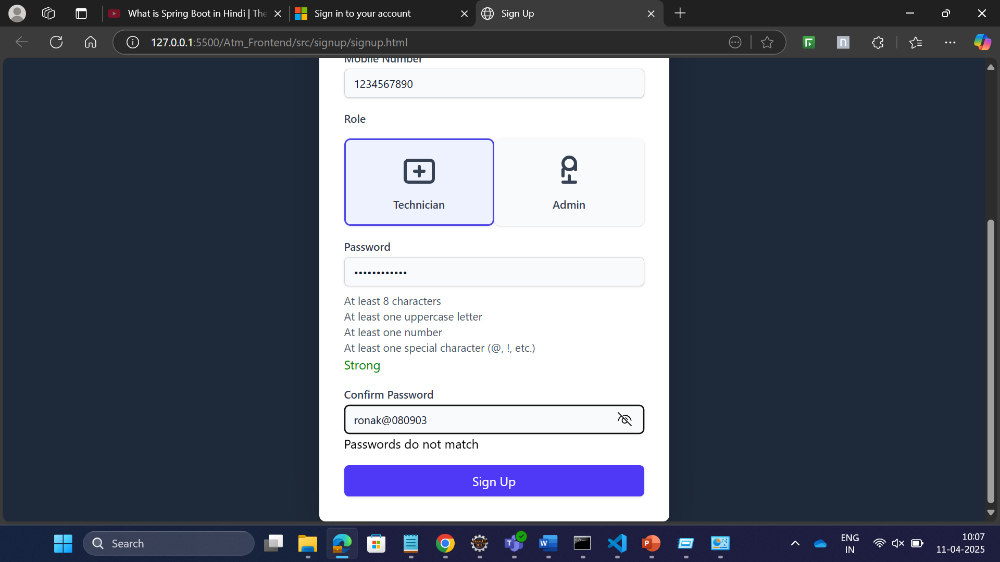 What is Spring Boot in Hindi | The
Sign in to your account
Sign Up
127.0.0.1:5500/Atm_Frontend/src/signup/signup.html
Mobile Number
1234567890
Role
Technician
Admin
Password
••••••••••••
At least 8 characters
At least one uppercase letter
At least one number
At least one special character (@, !, etc.)
Strong
Confirm Password
ronak@080903
Passwords do not match
Sign Up
Search
ENG
IN
10:07
11-04-2025